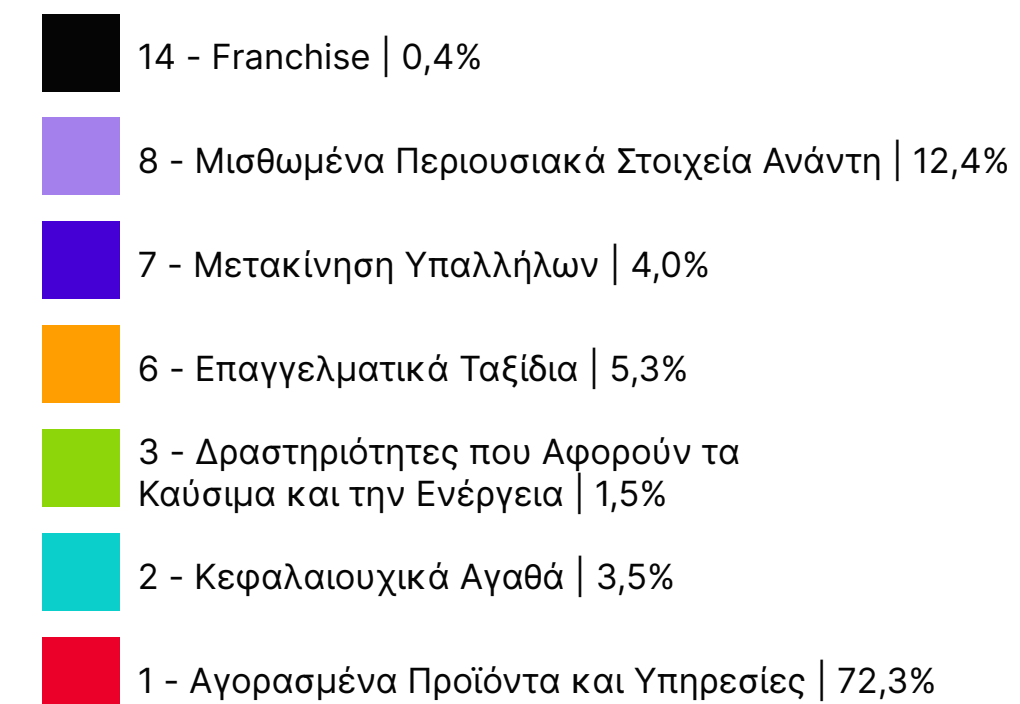 14 - Franchise | 0,4%
8 - Μισθωμένα Περιουσιακά Στοιχεία Ανάντη | 12,4%
7 - Μετακίνηση Υπαλλήλων | 4,0%
6 - Επαγγελματικά Ταξίδια | 5,3%
3 - Δραστηριότητες που Αφορούν τα
Καύσιμα και την Ενέργεια | 1,5%
2 - Κεφαλαιουχικά Αγαθά | 3,5%
1 - Αγορασμένα Προϊόντα και Υπηρεσίες | 72,3%